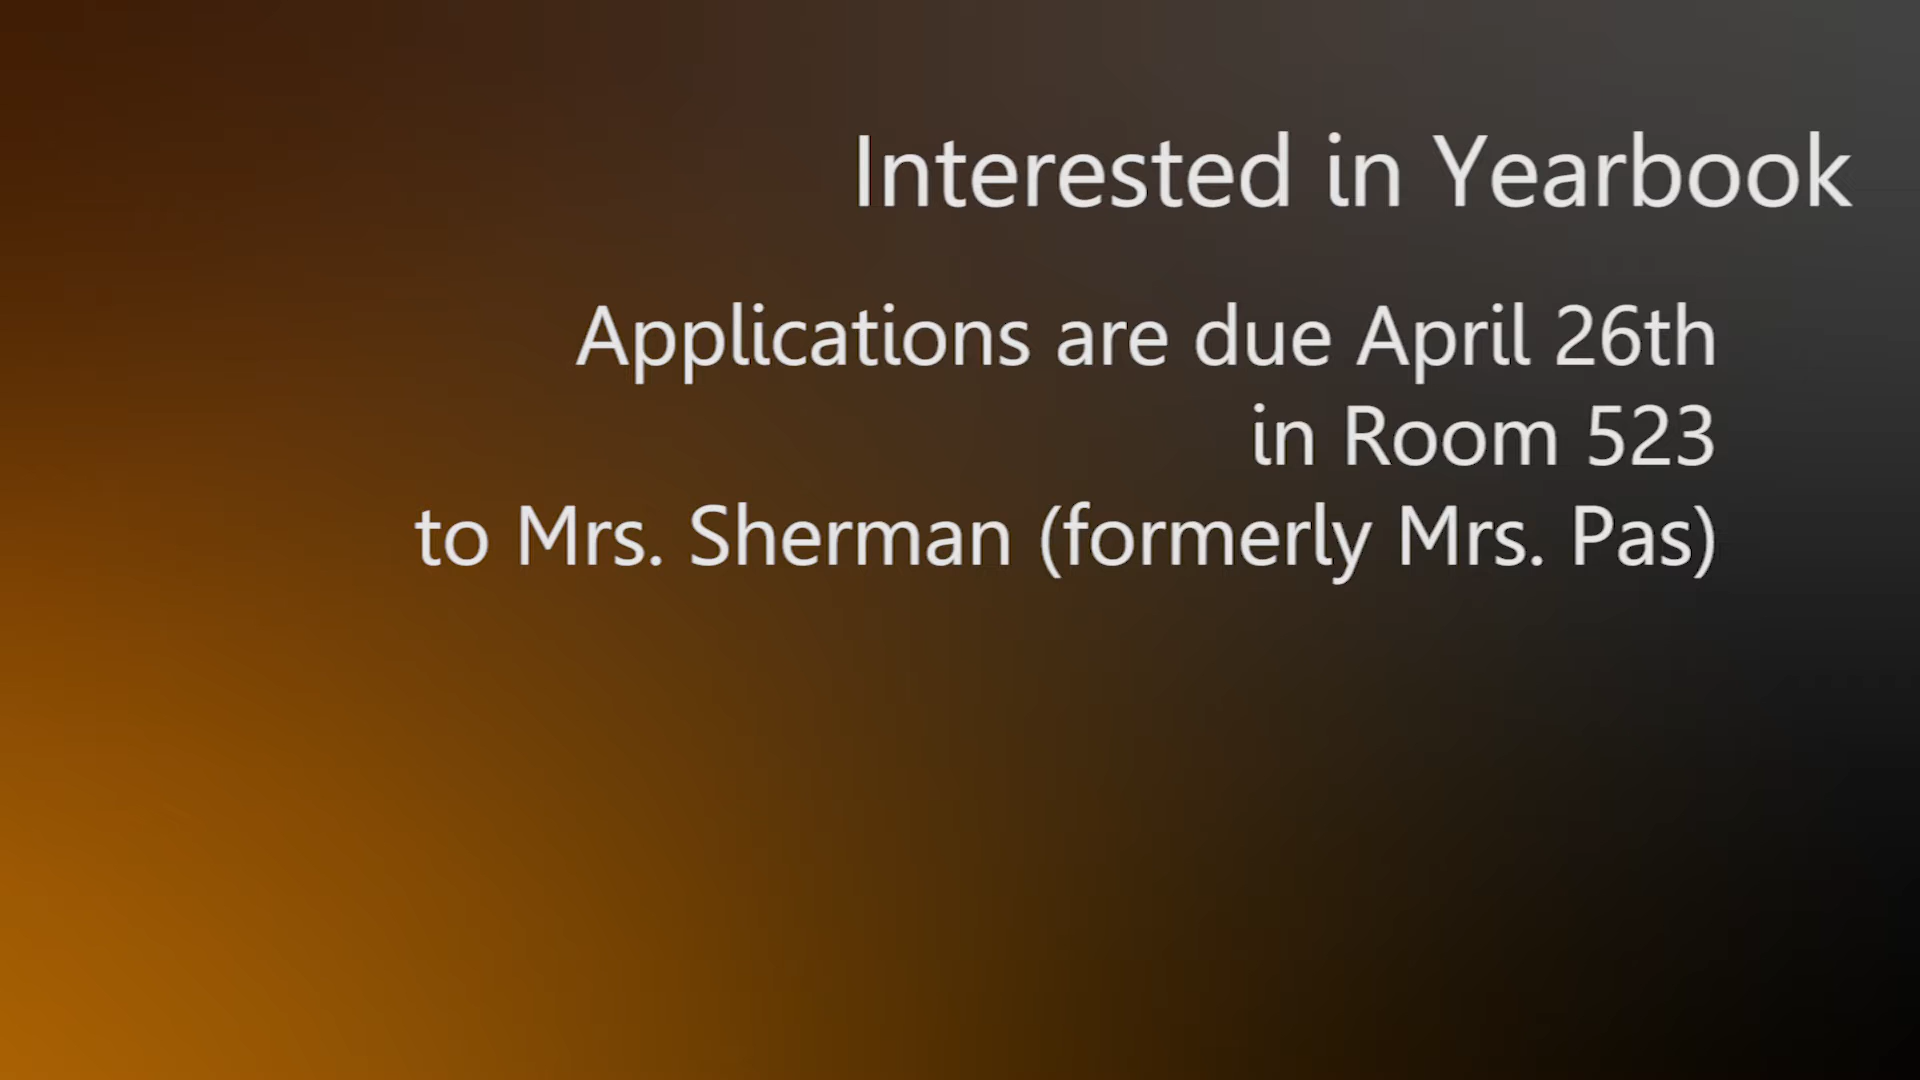 Interested in Yearbook
Applications are due April 26th
in Room 523
to Mrs. Sherman (formerly Mrs. Pas)